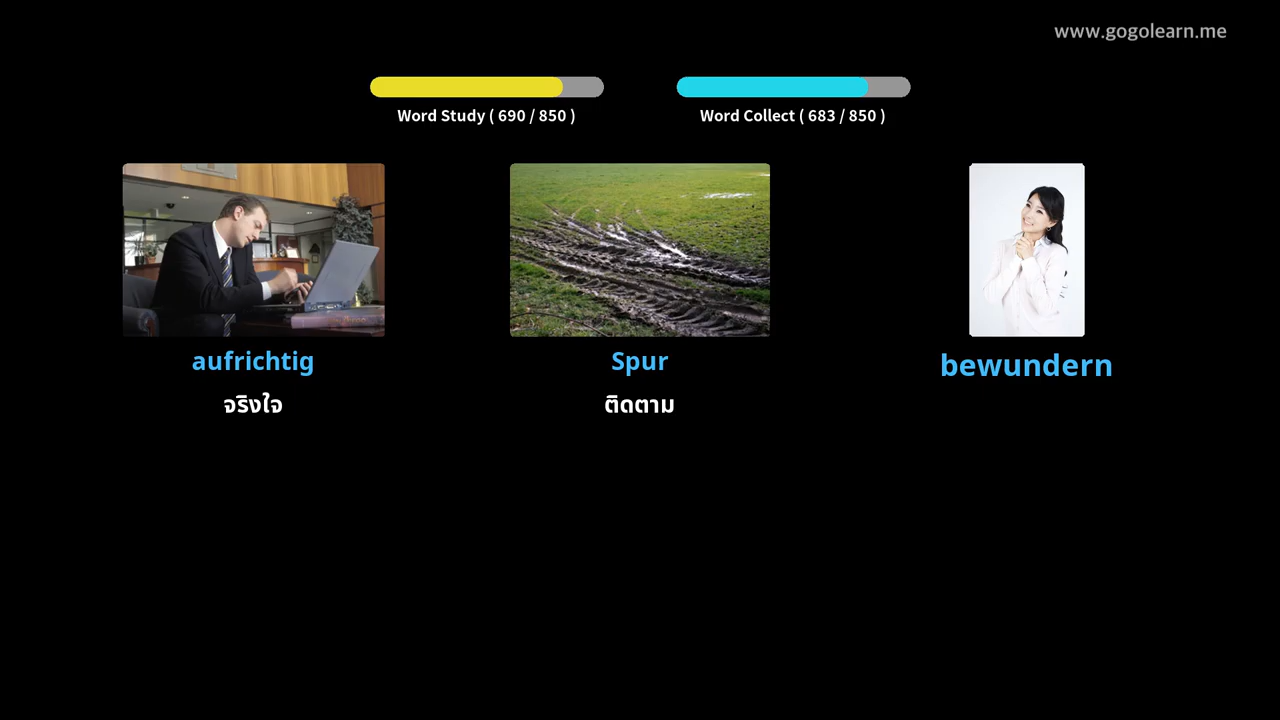 www.gogolearn.me
Word Study ( 690 / 850 )
Word Collect ( 683 / 850 )
aufrichtig
Spur
bewundern
จริงใจ
ติดตาม